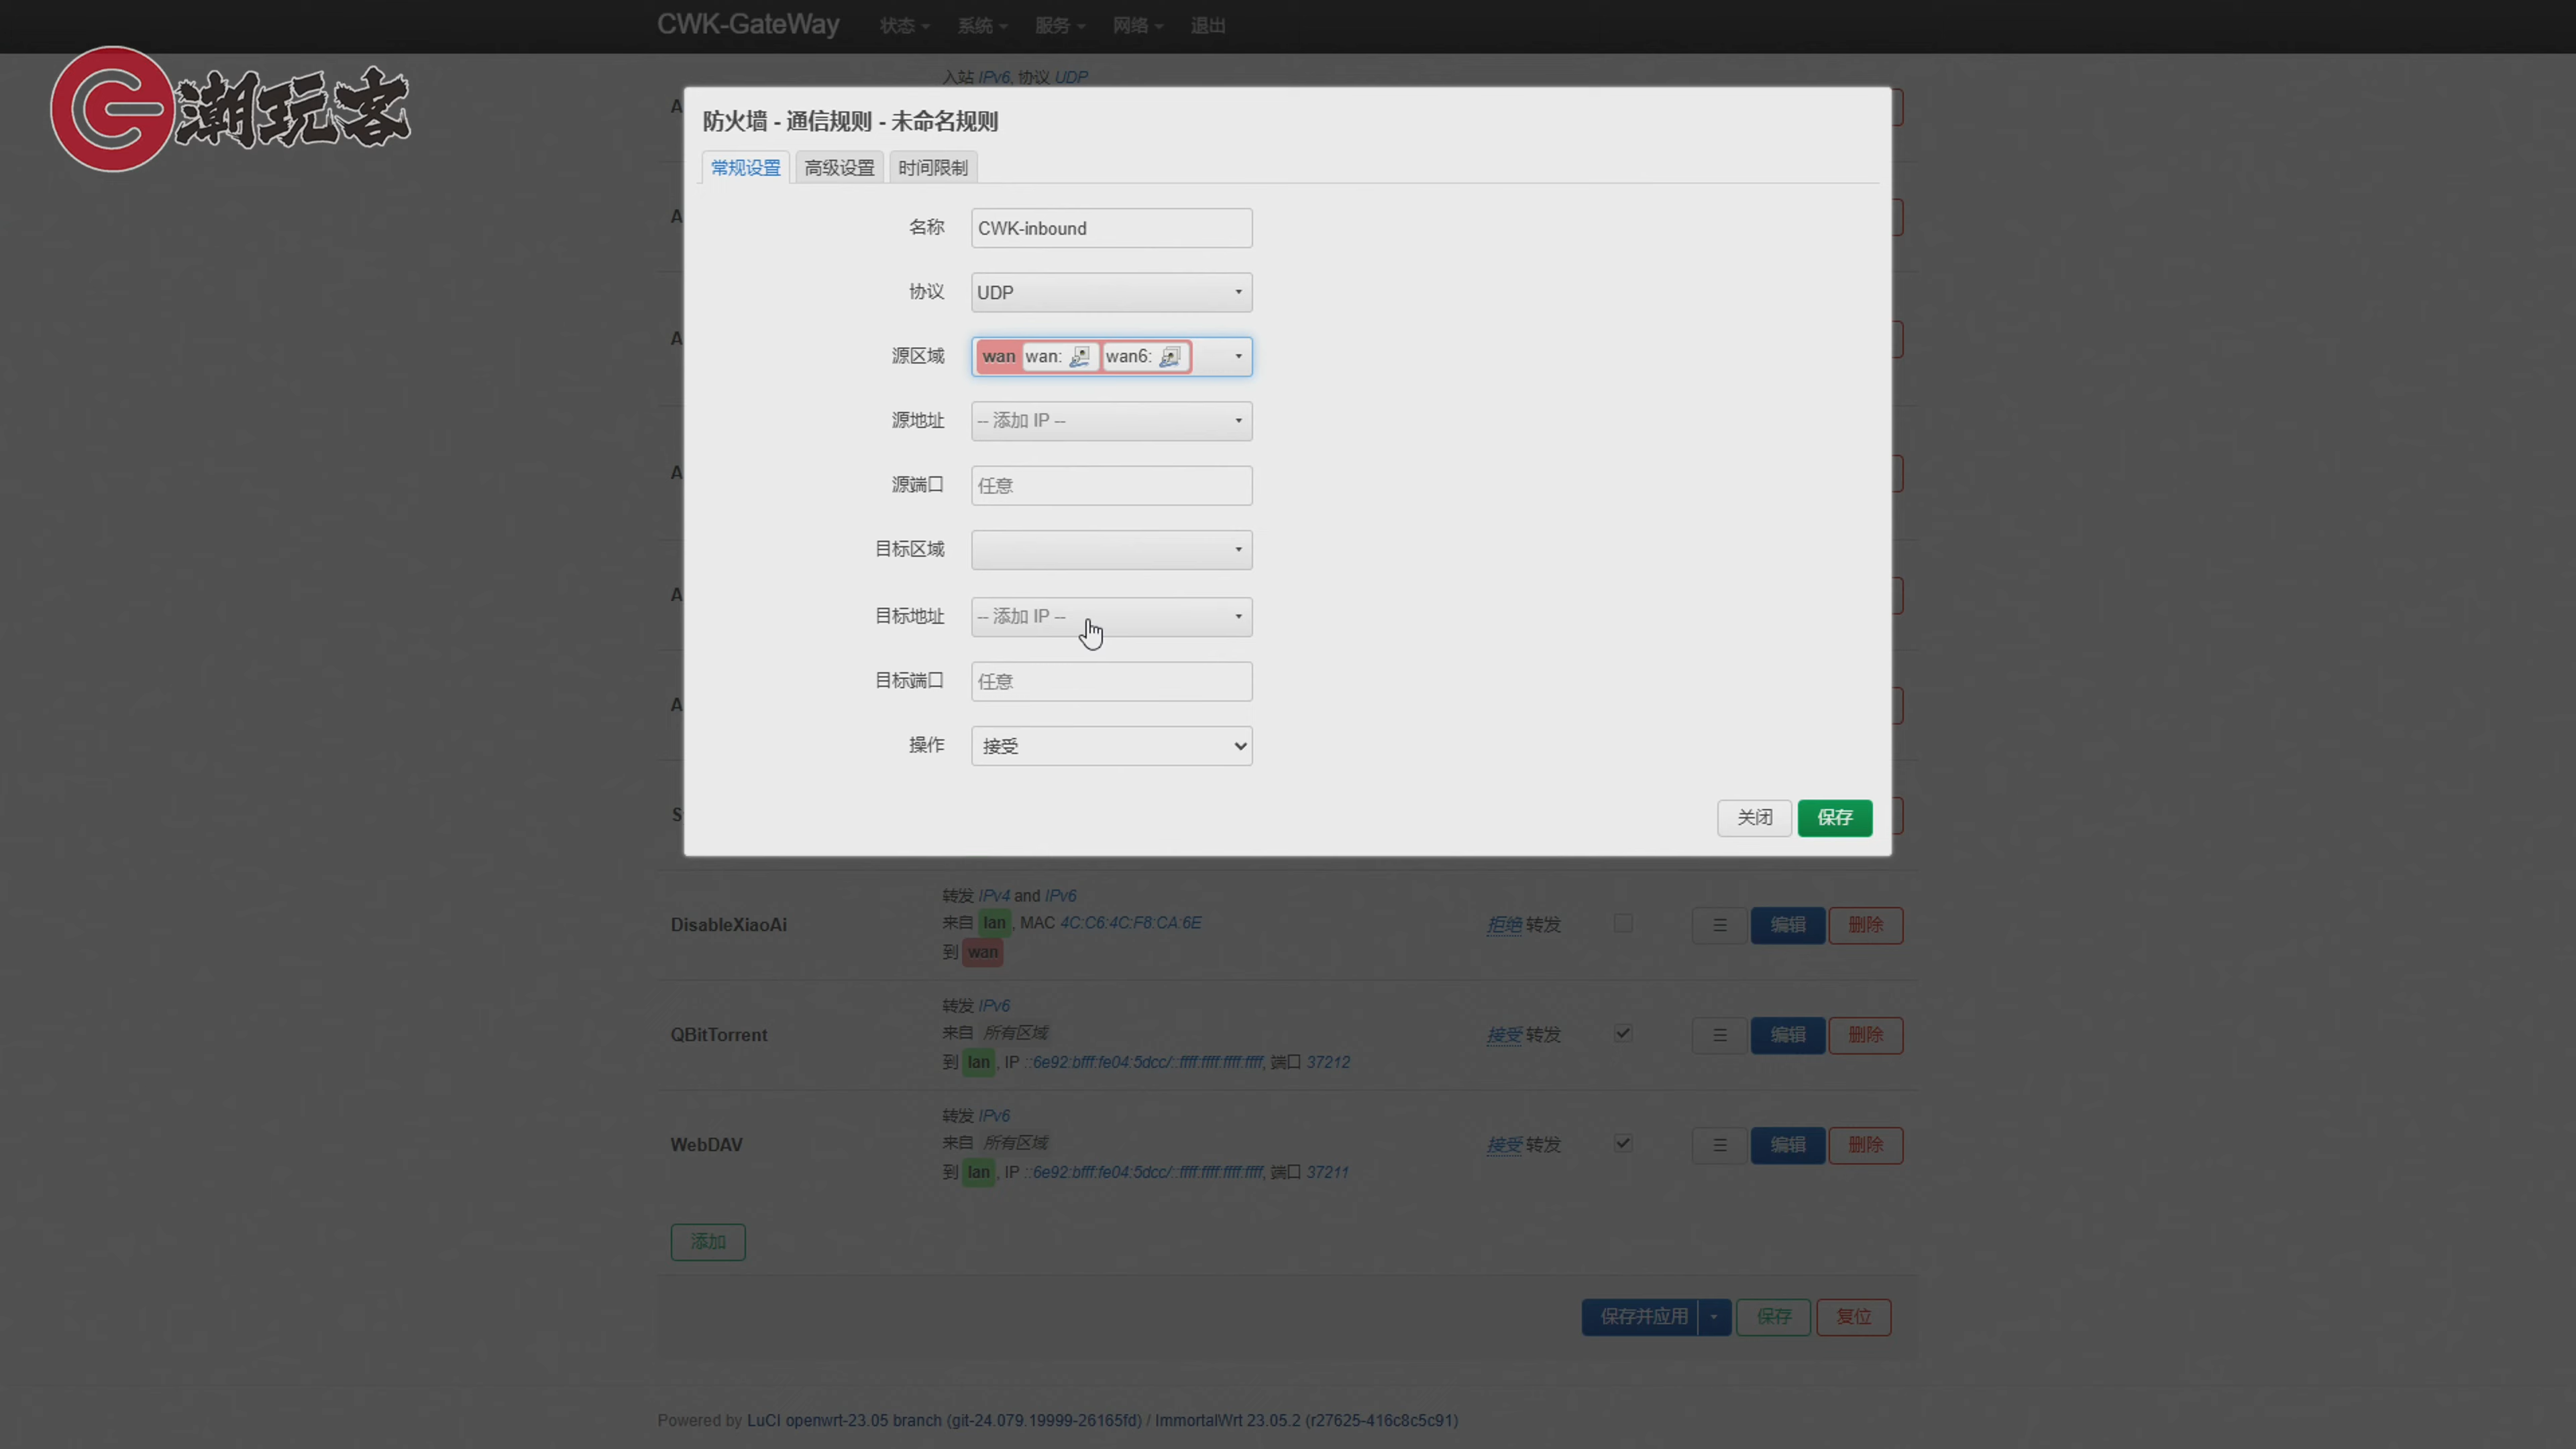 CWK-GateWay 状态 系统 服务 网络 退出
潮玩客
入站 IPv6, 协议 UDP
防火墙 - 通信规则 - 未命名规则
常规设置 高级设置 时间限制
名称 CWK-inbound
协议 UDP
源区域 wan wan: wan6:
源地址 -- 添加 IP --
源端口 任意
目标区域
目标地址 -- 添加 IP --
目标端口 任意
操作 接受
关闭 保存
转发 IPv4 and IPv6
DisableXiaoAi 来自 lan, MAC 4C:C6:4C:F8:CA:6E 拒绝 转发 编辑 删除
到 wan
转发 IPv6
QBitTorrent 来自 所有区域 接受 转发 编辑 删除
到 lan, IP ::6e92:bfff:fe04:5dcc/::ffff:ffff:ffff:ffff, 端口 37212
转发 IPv6
WebDAV 来自 所有区域 接受 转发 编辑 删除
到 lan, IP ::6e92:bfff:fe04:5dcc/::ffff:ffff:ffff:ffff, 端口 37211
添加
保存并应用 保存 复位
Powered by LuCI openwrt-23.05 branch (git-24.079.19999-26165fd) / ImmortalWrt 23.05.2 (r27625-416c8c5c91)